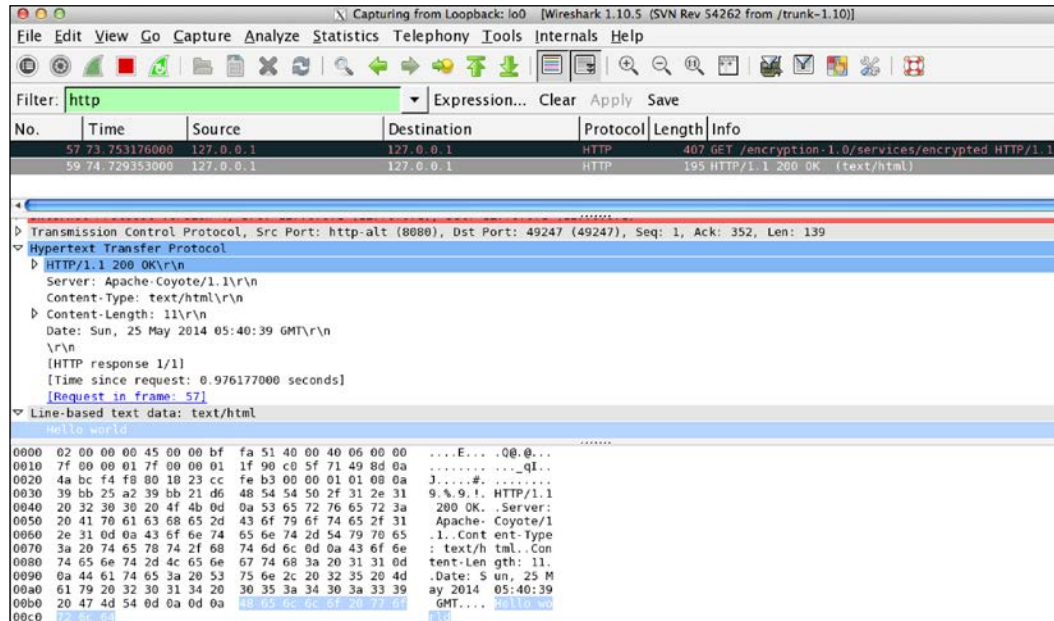 Capturing from Loopback: lo0 [Wireshark 1.10.5 (SVN Rev 54262 from /trunk-1.10)]
File Edit View Go Capture Analyze Statistics Telephony Tools Internals Help
Filter: http Expression... Clear Apply Save
No. Time Source Destination Protocol Length Info
57 73.753176000 127.0.0.1 127.0.0.1 HTTP 407 GET /encryption-1.0/services/encrypted HTTP/1.1
59 74.729353000 127.0.0.1 127.0.0.1 HTTP 195 HTTP/1.1 200 OK (text/html)
Transmission Control Protocol, Src Port: http-alt (8080), Dst Port: 49247 (49247), Seq: 1, Ack: 352, Len: 139
Hypertext Transfer Protocol
HTTP/1.1 200 OK\r\n
Server: Apache-Coyote/1.1\r\n
Content-Type: text/html\r\n
Content-Length: 11\r\n
Date: Sun, 25 May 2014 05:40:39 GMT\r\n
\r\n
[HTTP response 1/1]
[Time since request: 0.976177000 seconds]
[Request in frame: 57]
Line-based text data: text/html
Hello world
0000 02 00 00 00 45 00 00 bf fa 51 40 00 40 06 00 00 ....E... .Q@.@...
0010 7f 00 00 01 7f 00 00 01 1f 90 c0 5f 71 49 8d 0a ........ ..._qI..
0020 4a bc f4 f8 80 18 23 cc fe b3 00 00 01 01 08 0a J.....#. ........
0030 39 bb 25 a2 39 bb 21 d6 48 54 54 50 2f 31 2e 31 9.%.9.!. HTTP/1.1
0040 20 32 30 30 20 4f 4b 0d 0a 53 65 72 76 65 72 3a 200 OK. .Server:
0050 20 41 70 61 63 68 65 2d 43 6f 79 6f 74 65 2f 31 Apache- Coyote/1
0060 2e 31 0d 0a 43 6f 6e 74 65 6e 74 2d 54 79 70 65 .1..Cont ent-Type
0070 3a 20 74 65 78 74 2f 68 74 6d 6c 0d 0a 43 6f 6e : text/h tml..Con
0080 74 65 6e 74 2d 4c 65 6e 67 74 68 3a 20 31 31 0d tent-Len gth: 11.
0090 0a 44 61 74 65 3a 20 53 75 6e 2c 20 32 35 20 4d .Date: S un, 25 M
00a0 61 79 20 32 30 31 34 20 30 35 3a 34 30 3a 33 39 ay 2014 05:40:39
00b0 20 47 4d 54 0d 0a 0d 0a 48 65 6c 6c 6f 20 77 6f GMT.... Hello wo
00c0 72 6c 64 rld